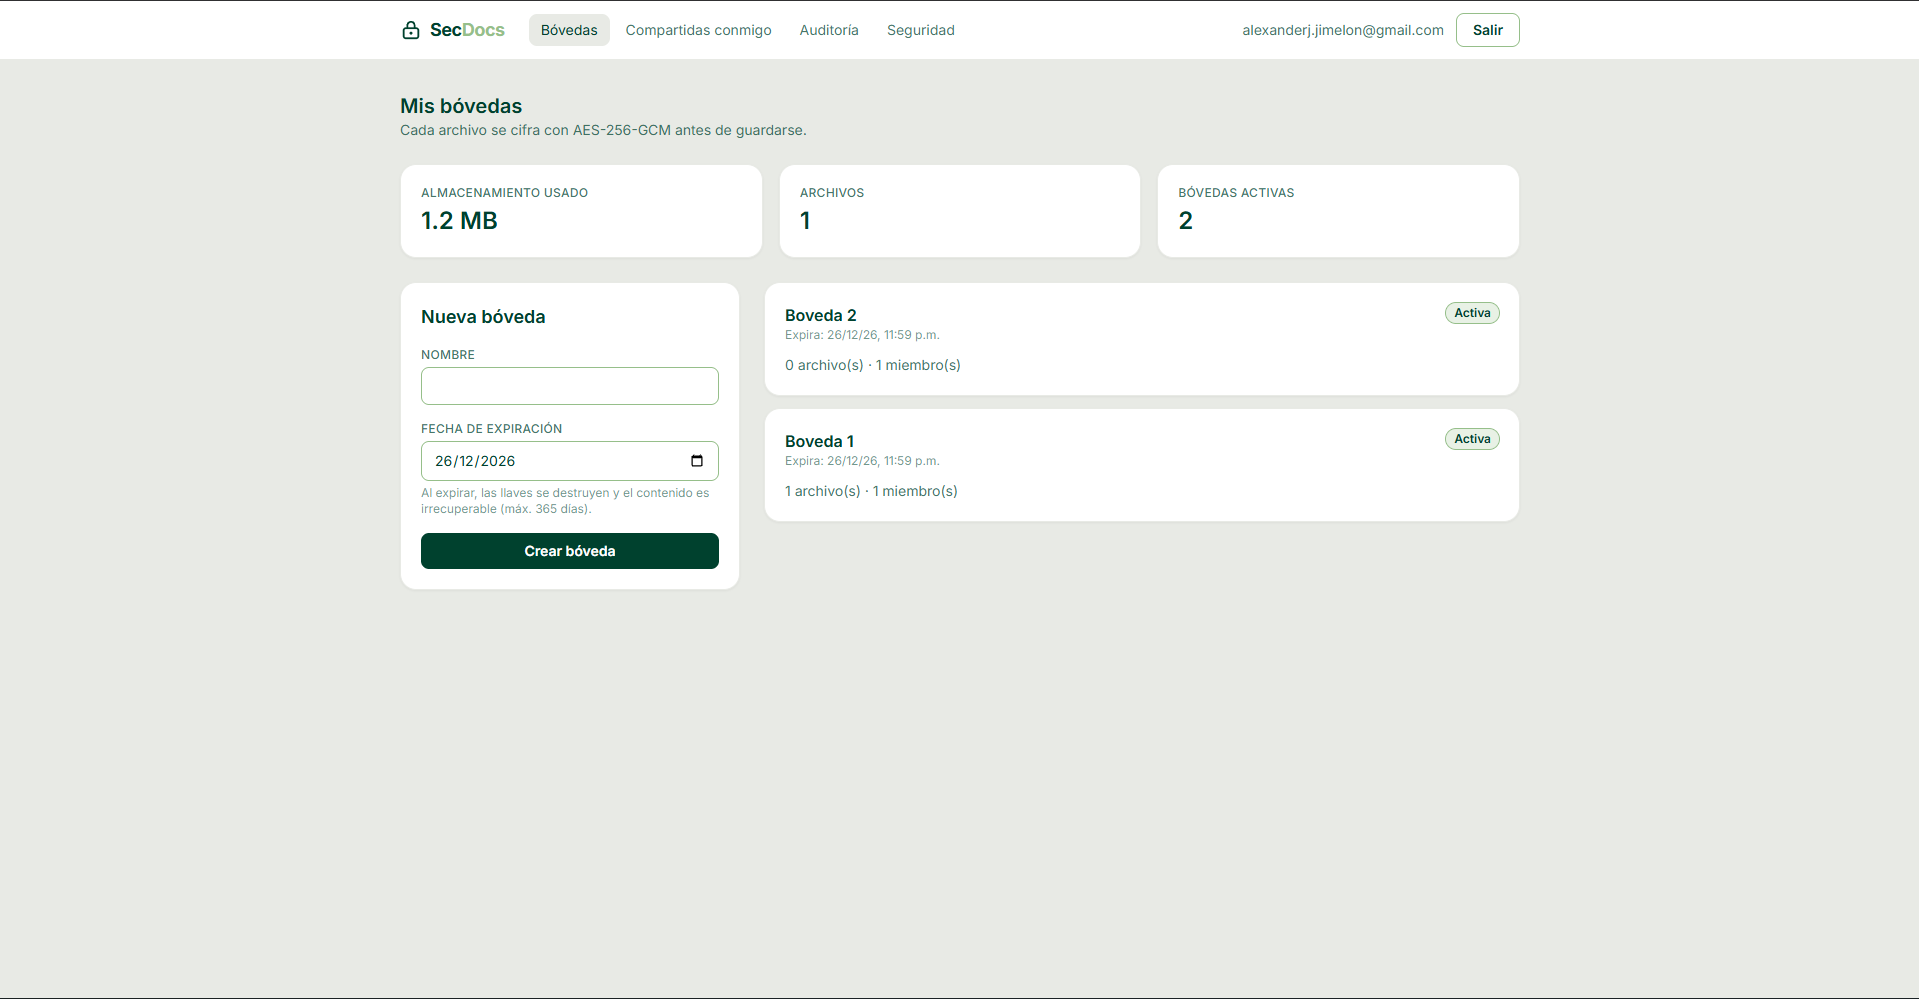 SecDocs
Bóvedas
Compartidas conmigo
Auditoría
Seguridad
alexanderj.jimelon@gmail.com
Salir
Mis bóvedas
Cada archivo se cifra con AES-256-GCM antes de guardarse.
ALMACENAMIENTO USADO
1.2 MB
ARCHIVOS
1
BÓVEDAS ACTIVAS
2
Nueva bóveda
NOMBRE
FECHA DE EXPIRACIÓN
26/12/2026
Al expirar, las llaves se destruyen y el contenido es
irrecuperable (máx. 365 días).
Crear bóveda
Boveda 2
Activa
Expira: 26/12/26, 11:59 p.m.
0 archivo(s) · 1 miembro(s)
Boveda 1
Activa
Expira: 26/12/26, 11:59 p.m.
1 archivo(s) · 1 miembro(s)